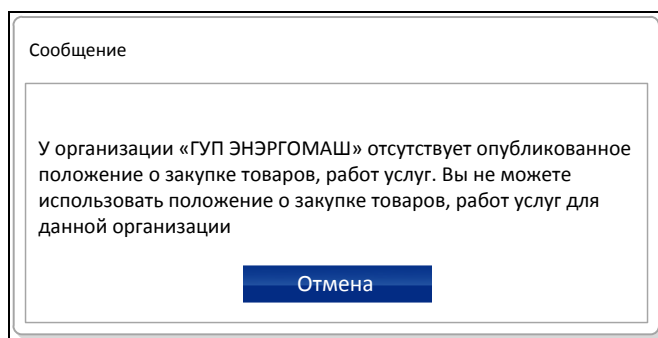 Сообщение
У организации «ГУП ЭНЭРГОМАШ» отсутствует опубликованное
положение о закупке товаров, работ услуг. Вы не можете
использовать положение о закупке товаров, работ услуг для
данной организации
Отмена